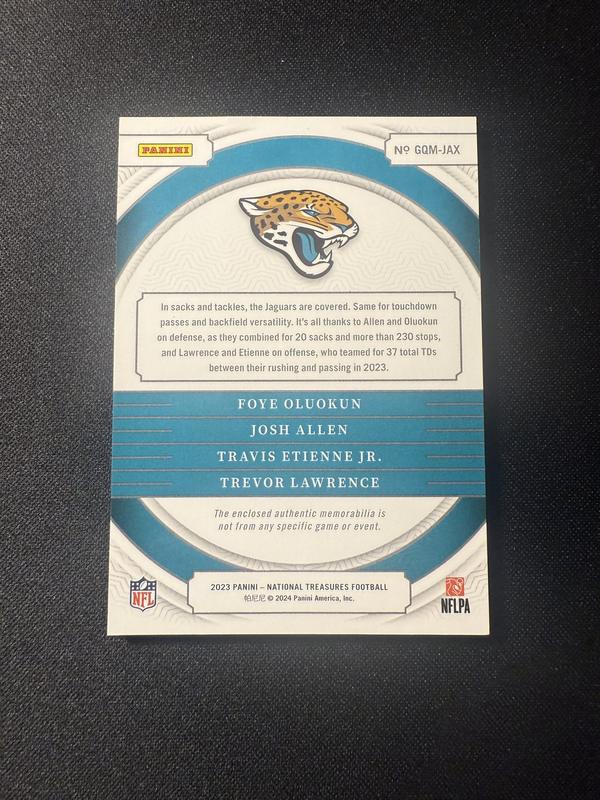 PANINI
Nº GQM-JAX
In sacks and tackles, the Jaguars are covered. Same for touchdown
passes and backfield versatility. It's all thanks to Allen and Oluokun
on defense, as they combined for 20 sacks and more than 230 stops,
and Lawrence and Etienne on offense, who teamed for 37 total TDs
between their rushing and passing in 2023.
FOYE OLUOKUN
JOSH ALLEN
TRAVIS ETIENNE JR.
TREVOR LAWRENCE
The enclosed authentic memorabilia is
not from any specific game or event.
2023 PANINI – NATIONAL TREASURES FOOTBALL
帕尼尼 © 2024 Panini America, Inc.
NFL
NFLPA